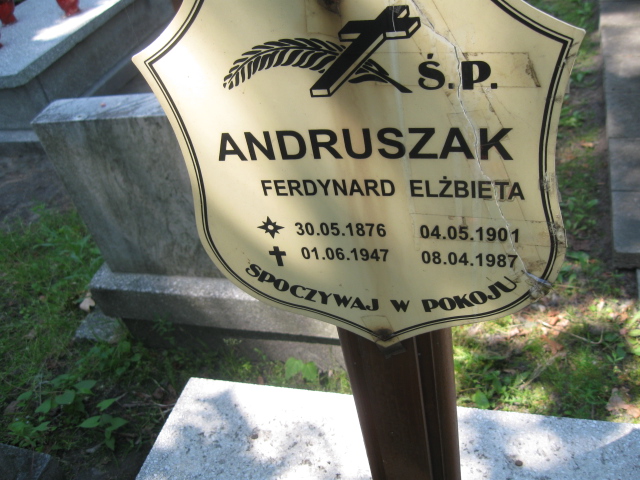 Ś.P.
ANDRUSZAK
FERDYNARD ELŻBIETA
30.05.1876 04.05.1901
01.06.1947 08.04.1987
SPOCZYWAJ W POKOJU